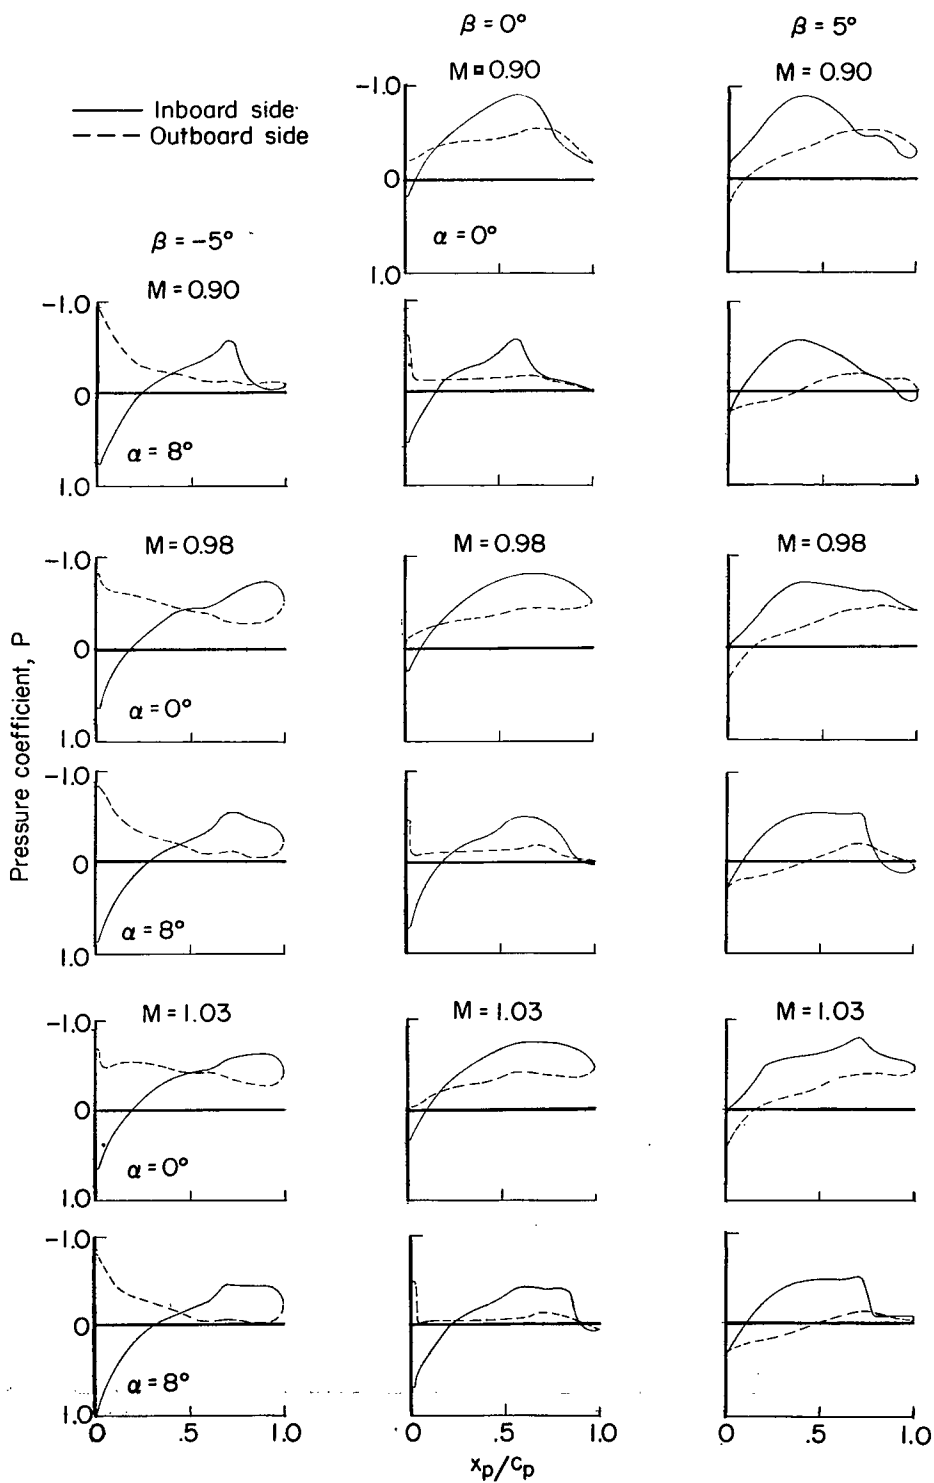 β = 0°
β = 5°
M = 0.90
M = 0.90
Inboard side
Outboard side
-1.0
0
1.0
α = 0°
β = -5°
M = 0.90
-1.0
0
1.0
α = 8°
M = 0.98
M = 0.98
M = 0.98
-1.0
0
1.0
α = 0°
-1.0
0
1.0
α = 8°
Pressure coefficient, P
M = 1.03
M = 1.03
M = 1.03
-1.0
0
1.0
α = 0°
-1.0
0
1.0
α = 8°
0 .5 1.0
0 .5 1.0
0 .5 1.0
xp/cp